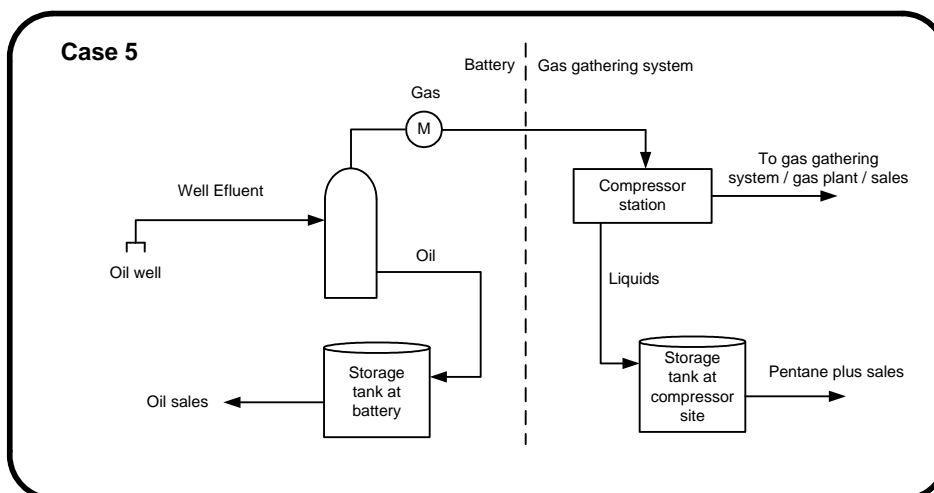 Case 5
Battery
Gas gathering system
Gas
M
Well Efluent
Oil well
Oil
Compressor
station
To gas gathering
system / gas plant / sales
Liquids
Storage
tank at
battery
Oil sales
Storage
tank at
compressor
site
Pentane plus sales